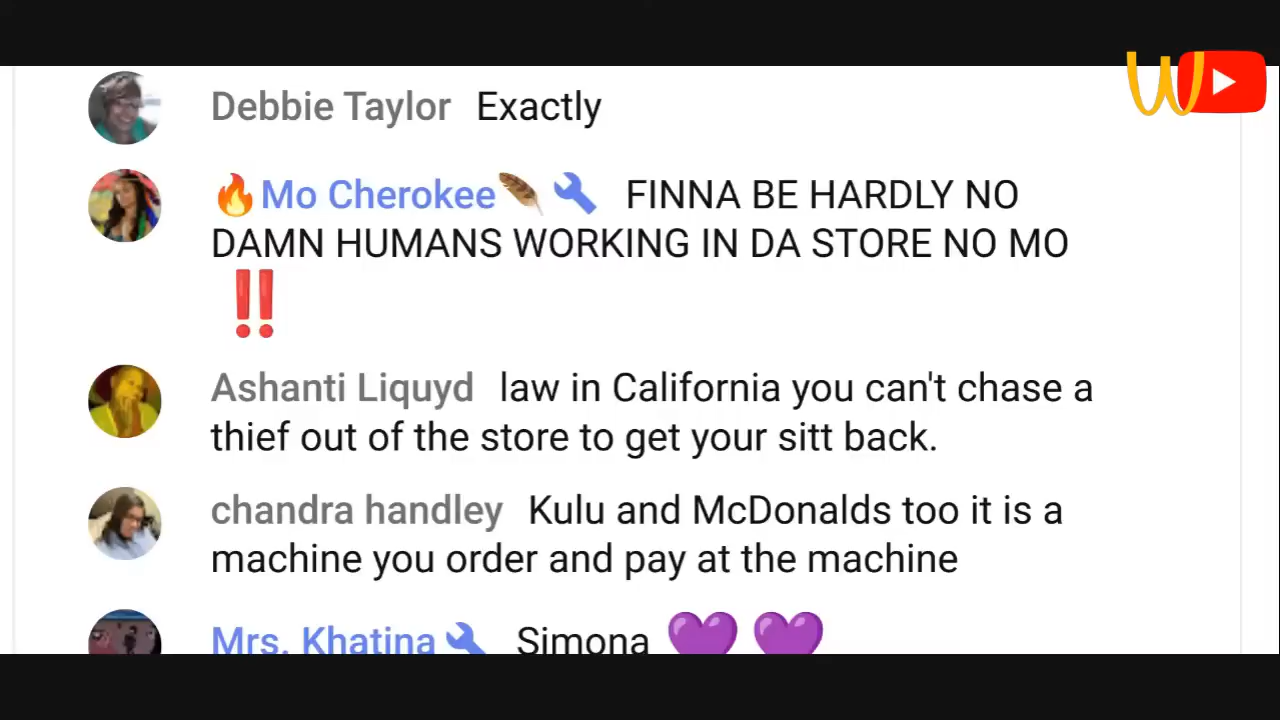 Debbie Taylor Exactly
🔥Mo Cherokee🪶🔧 FINNA BE HARDLY NO
DAMN HUMANS WORKING IN DA STORE NO MO
‼️
Ashanti Liquyd law in California you can't chase a
thief out of the store to get your sitt back.
chandra handley Kulu and McDonalds too it is a
machine you order and pay at the machine
Mrs. Khatina🔧 Simona 💜 💜